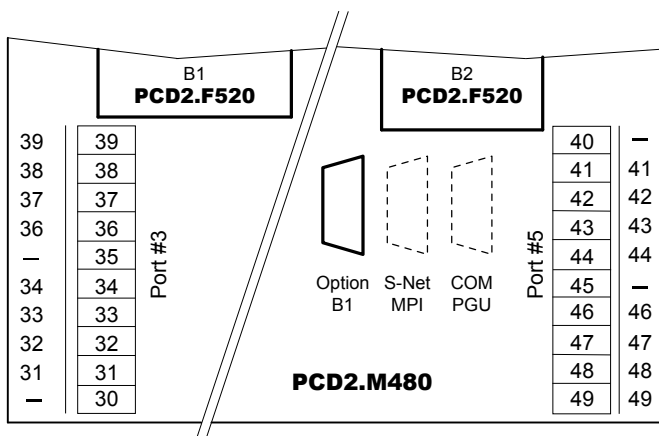 B1
PCD2.F520
B2
PCD2.F520
39 39
38 38
37 37
36 36
– 35
34 34
33 33
32 32
31 31
– 30
Port #3
Option
B1
S-Net
MPI
COM
PGU
Port #5
40 –
41 41
42 42
43 43
44 44
45 –
46 46
47 47
48 48
49 49
PCD2.M480